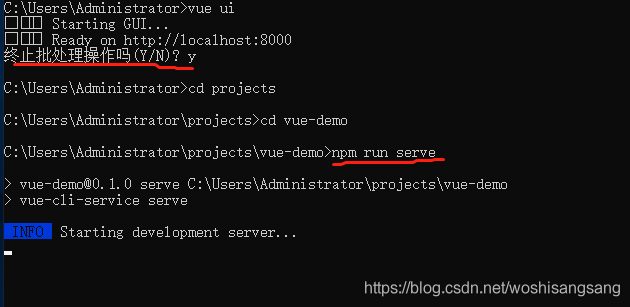 C:\Users\Administrator>vue ui
Starting GUI...
Ready on http://localhost:8000
终止批处理操作吗(Y/N)? y
C:\Users\Administrator>cd projects
C:\Users\Administrator\projects>cd vue-demo
C:\Users\Administrator\projects\vue-demo>npm run serve
> vue-demo@0.1.0 serve C:\Users\Administrator\projects\vue-demo
> vue-cli-service serve
INFO Starting development server...
https://blog.csdn.net/woshisangsang